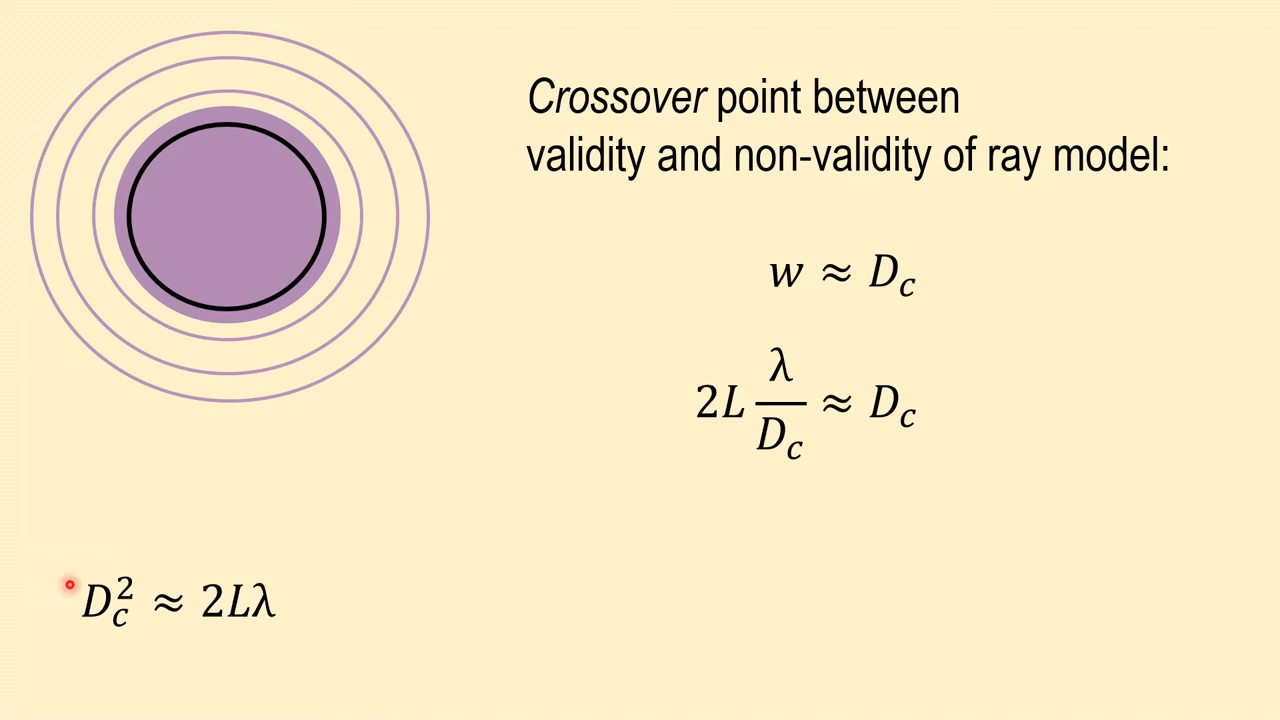 Crossover point between
validity and non-validity of ray model:
w ≈ D_c
2L λ/D_c ≈ D_c
D_c^2 ≈ 2Lλ